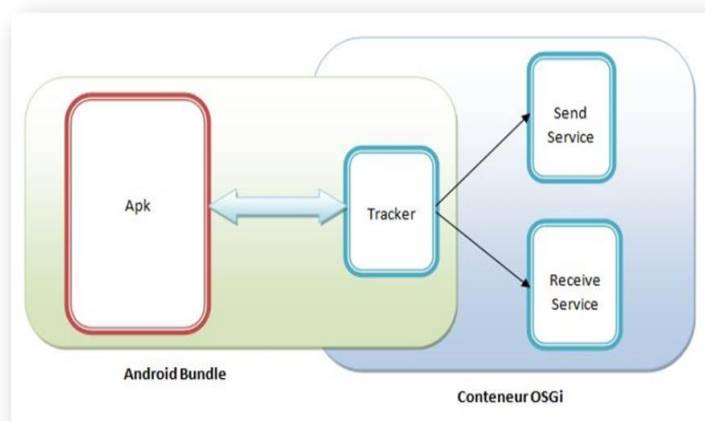 Send
Service
Apk
Tracker
Receive
Service
Android Bundle
Conteneur OSGi